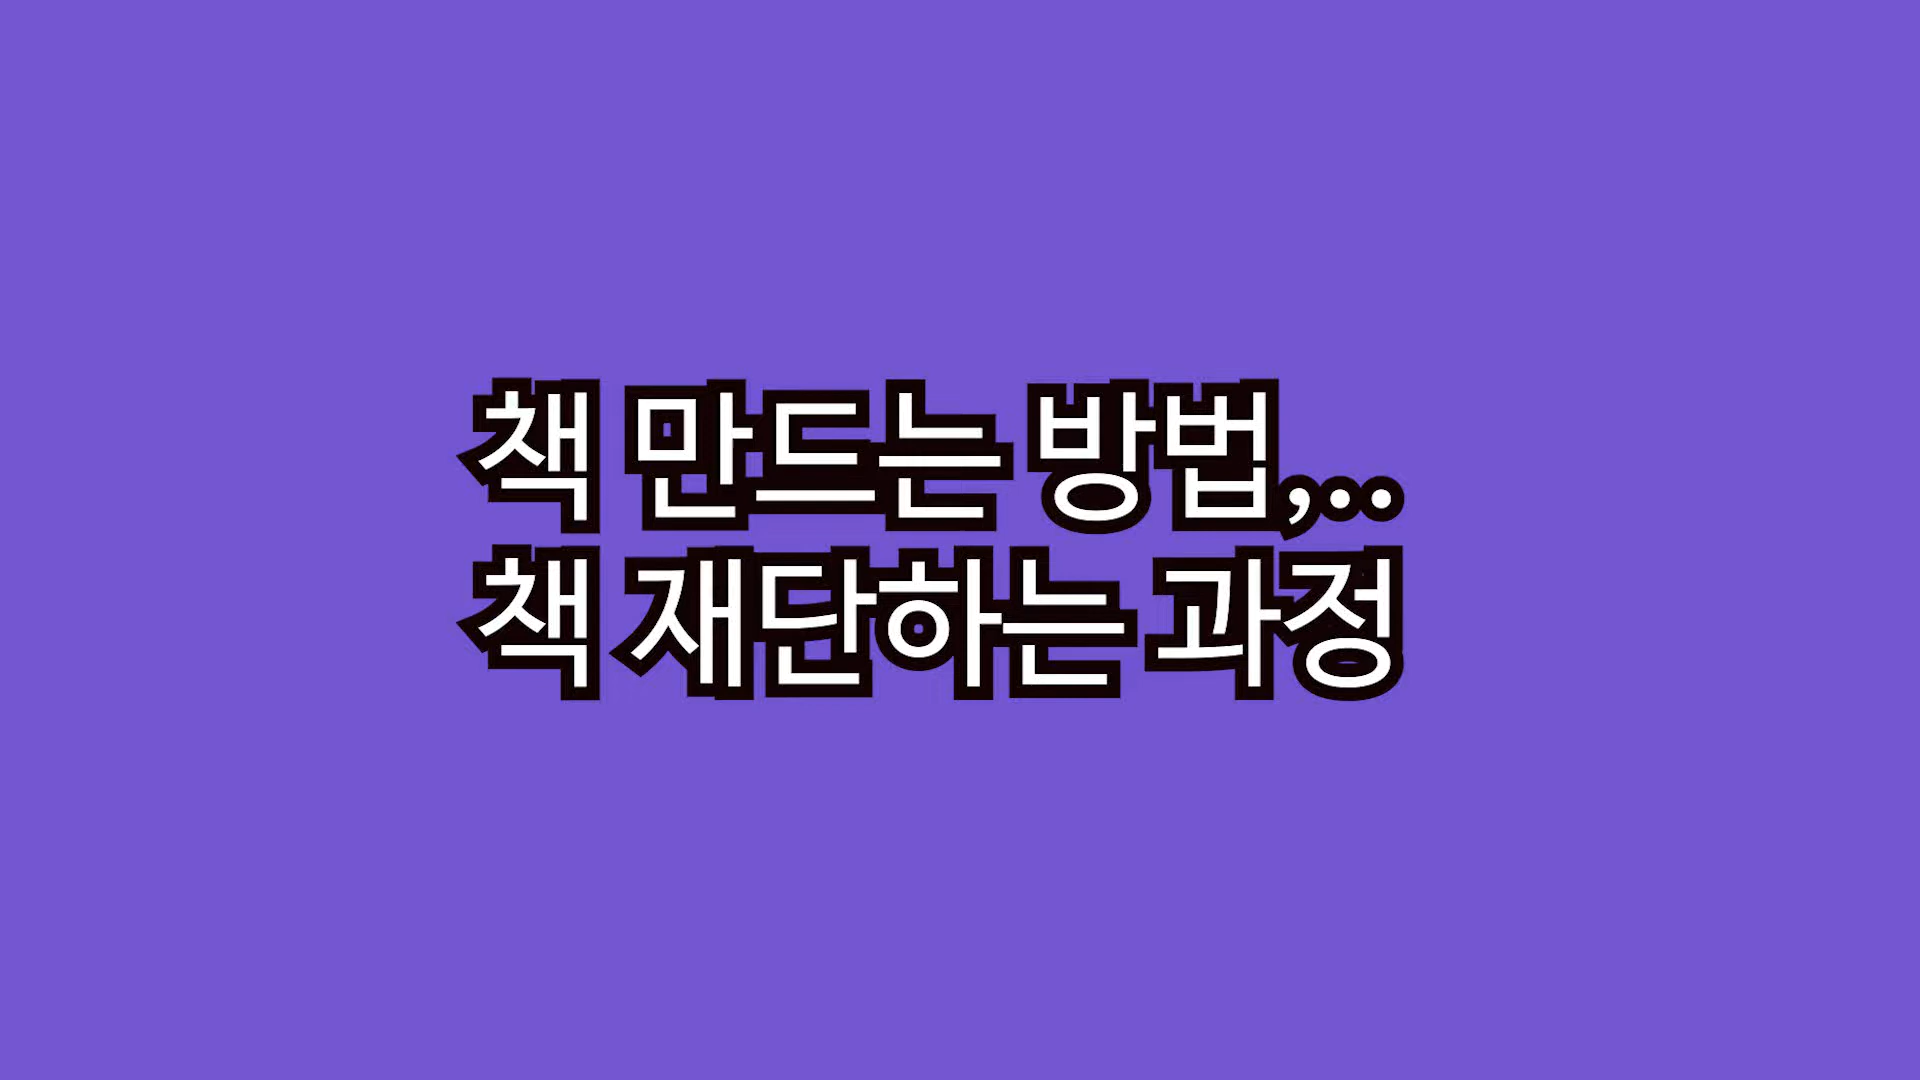 책 만드는 방법,..
책 재단하는 과정